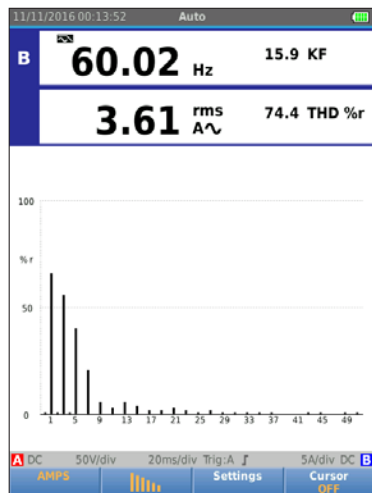 11/11/2016 00:13:52 Auto
B 60.02 Hz 15.9 KF
3.61 rms A∿ 74.4 THD %r
100
% r
50
0
1 5 9 13 17 21 25 29 33 37 41 45 49
A DC 50V/div 20ms/div Trig:A ʃ 5A/div DC B
AMPS Settings Cursor
OFF